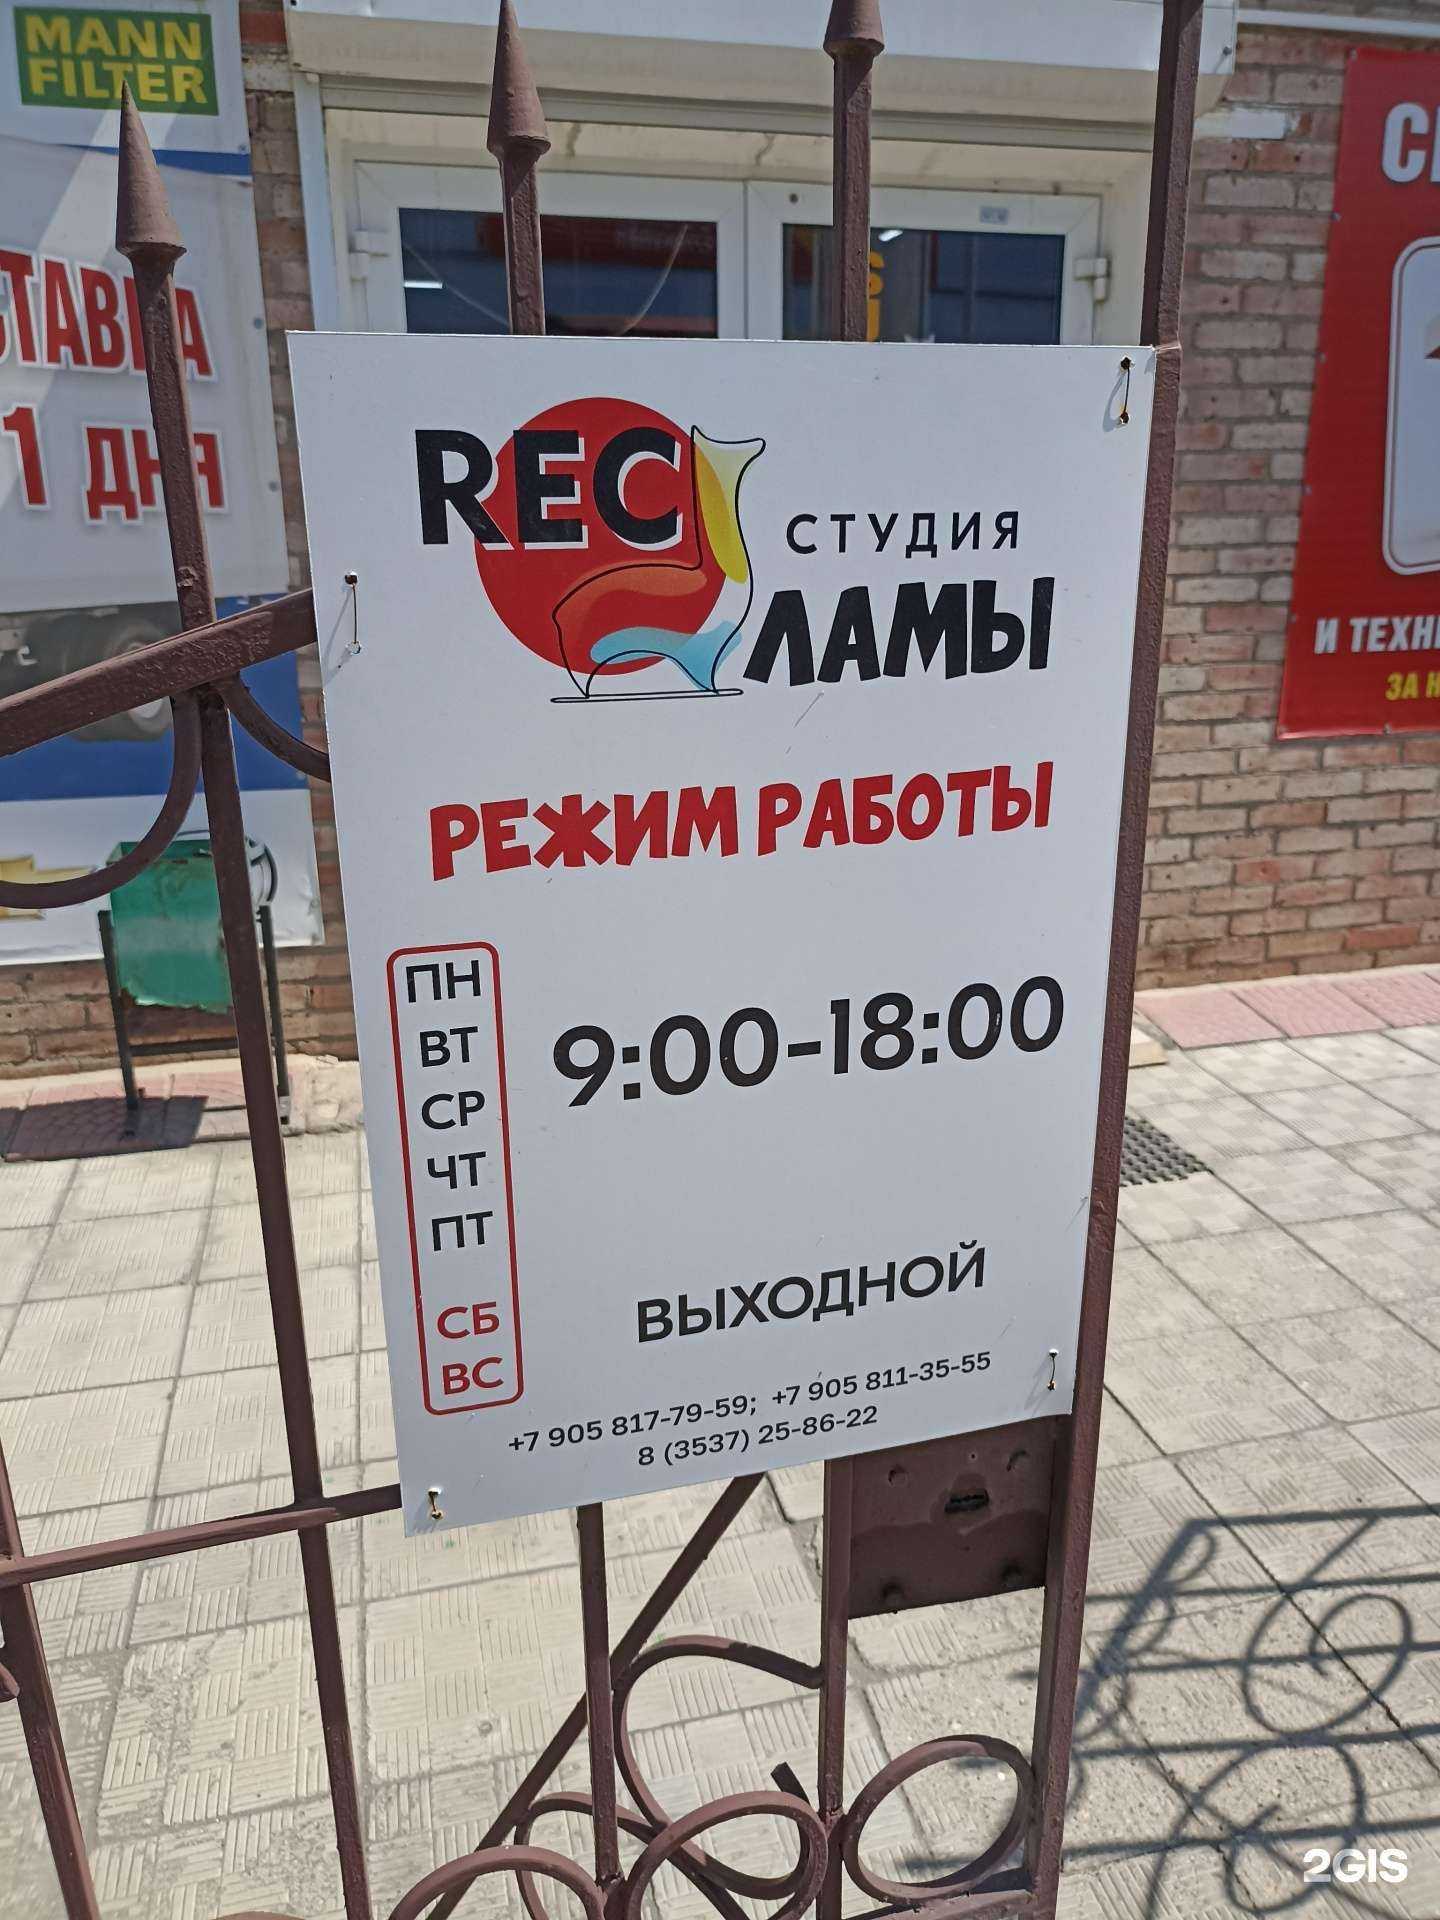 MANN
FILTER
1 ДНЯ
REC
СТУДИЯ
ЛАМЫ
РЕЖИМ РАБОТЫ
ПН
ВТ
СР
ЧТ
ПТ
9:00-18:00
СБ
ВС
ВЫХОДНОЙ
+7 905 817-79-59; +7 905 811-35-55
8 (3537) 25-86-22
ЗА
2GIS